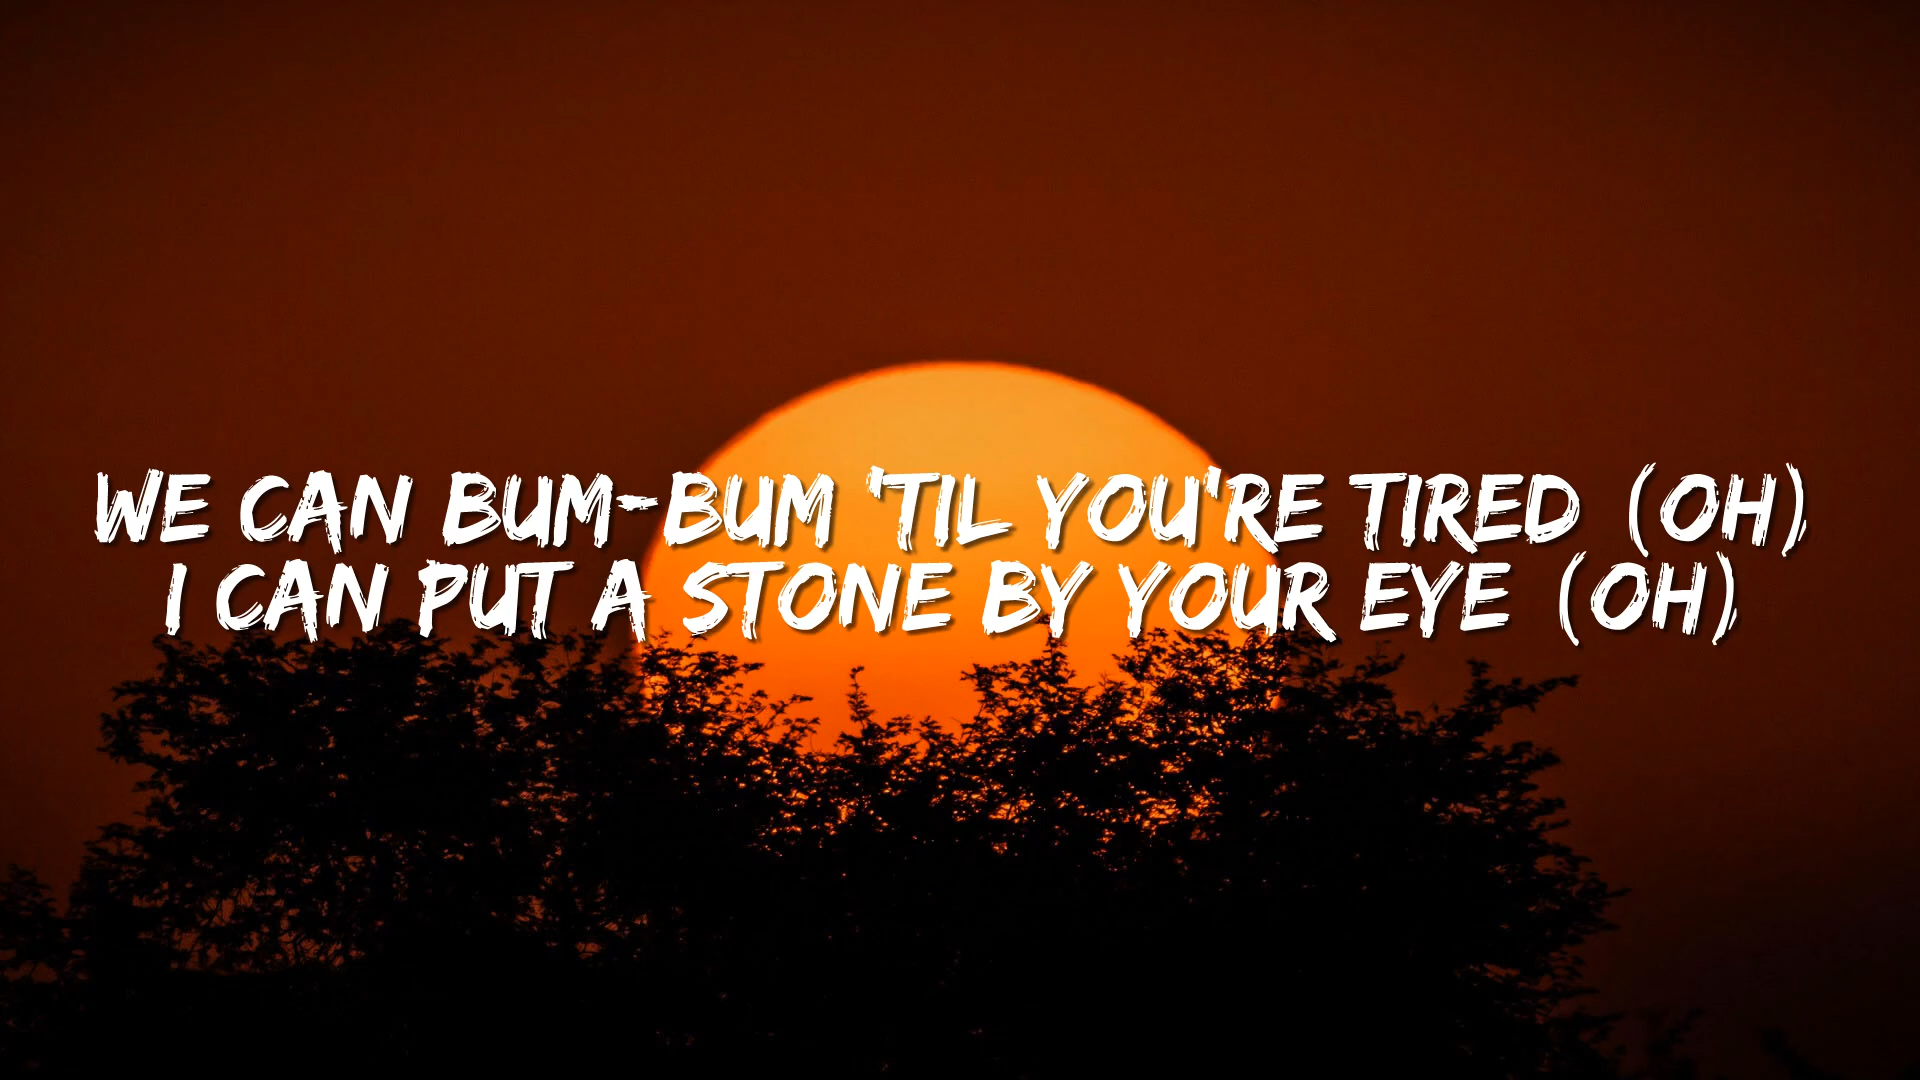 WE CAN BUM-BUM 'TIL YOU'RE TIRED (OH)
I CAN PUT A STONE BY YOUR EYE (OH)